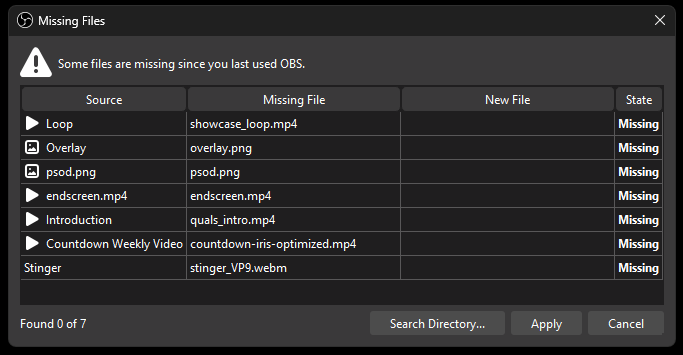 Missing Files
Some files are missing since you last used OBS.
Source Missing File New File State
Loop showcase_loop.mp4 Missing
Overlay overlay.png Missing
psod.png psod.png Missing
endscreen.mp4 endscreen.mp4 Missing
Introduction quals_intro.mp4 Missing
Countdown Weekly Video countdown-iris-optimized.mp4 Missing
Stinger stinger_VP9.webm Missing
Found 0 of 7 Search Directory... Apply Cancel